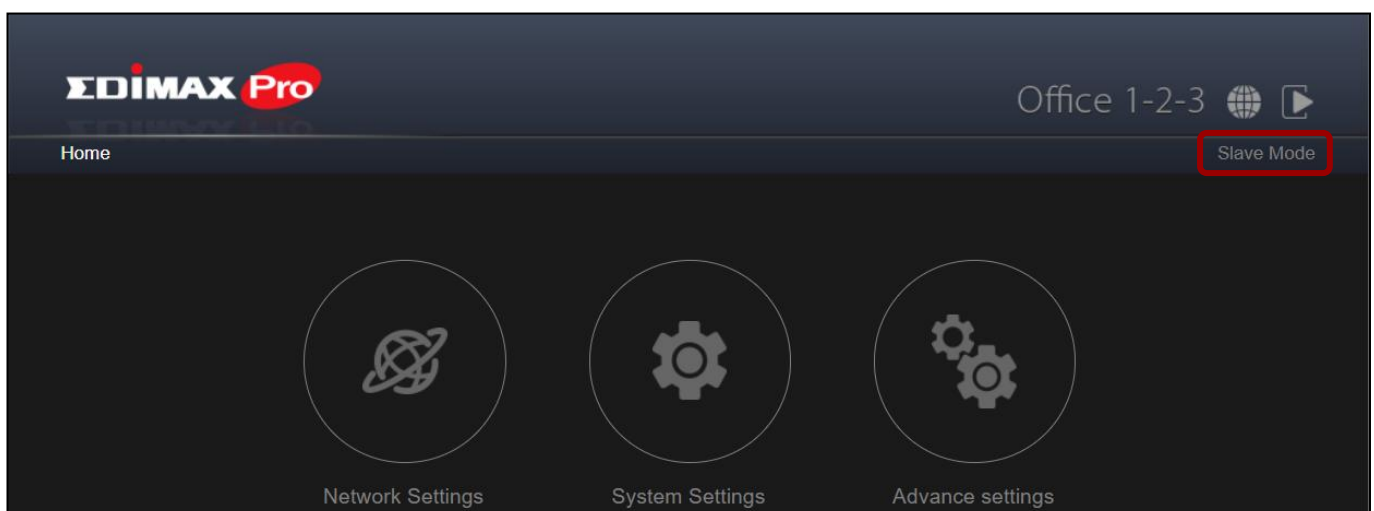 EDIMAX Pro
Office 1-2-3
Home
Slave Mode
Network Settings
System Settings
Advance settings